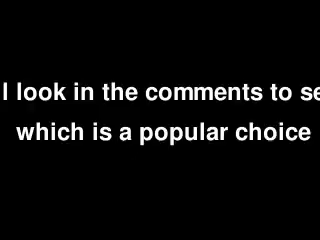 I look in the comments to se
which is a popular choice